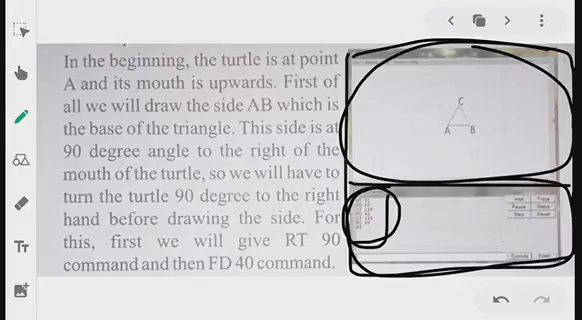 In the beginning, the turtle is at point
A and its mouth is upwards. First of
all we will draw the side AB which is
the base of the triangle. This side is at
90 degree angle to the right of the
mouth of the turtle, so we will have to
turn the turtle 90 degree to the right
hand before drawing the side. For
this, first we will give RT 90
command and then FD 40 command.
C
A B
Halt Trace
Pause Status
Step Reset
Execute
Tт